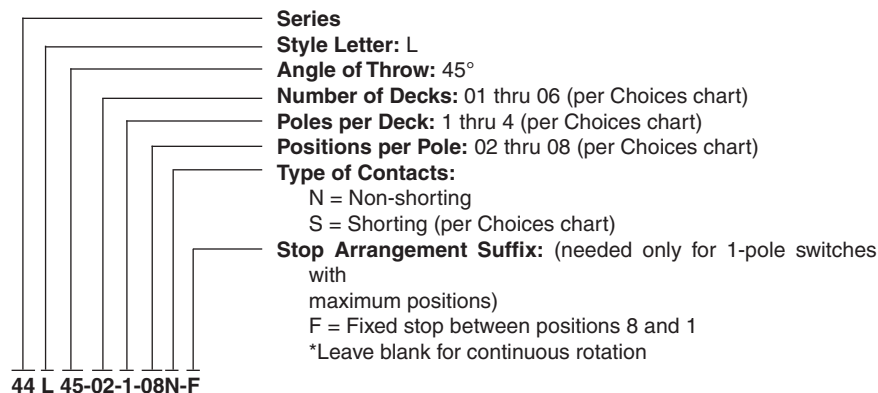 Series
Style Letter: L
Angle of Throw: 45°
Number of Decks: 01 thru 06 (per Choices chart)
Poles per Deck: 1 thru 4 (per Choices chart)
Positions per Pole: 02 thru 08 (per Choices chart)
Type of Contacts:
N = Non-shorting
S = Shorting (per Choices chart)
Stop Arrangement Suffix: (needed only for 1-pole switches
with
maximum positions)
F = Fixed stop between positions 8 and 1
*Leave blank for continuous rotation
44 L 45-02-1-08N-F